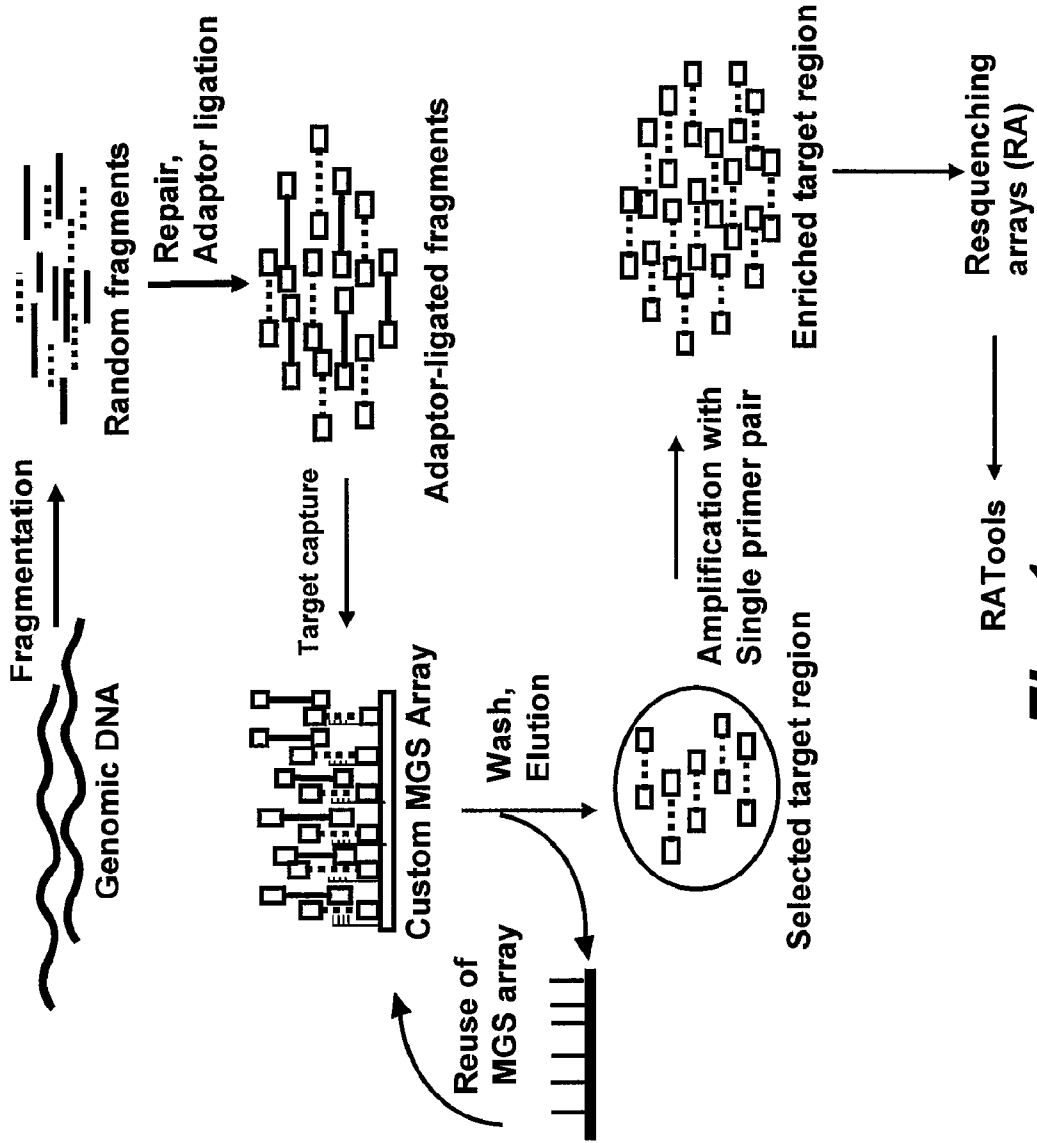 Fragmentation
Genomic DNA
Random fragments
Repair,
Adaptor ligation
Adaptor-ligated fragments
Target capture
Custom MGS Array
Wash,
Elution
Reuse of
MGS array
Selected target region
Amplification with
Single primer pair
Enriched target region
Resquenching
arrays (RA)
RATools